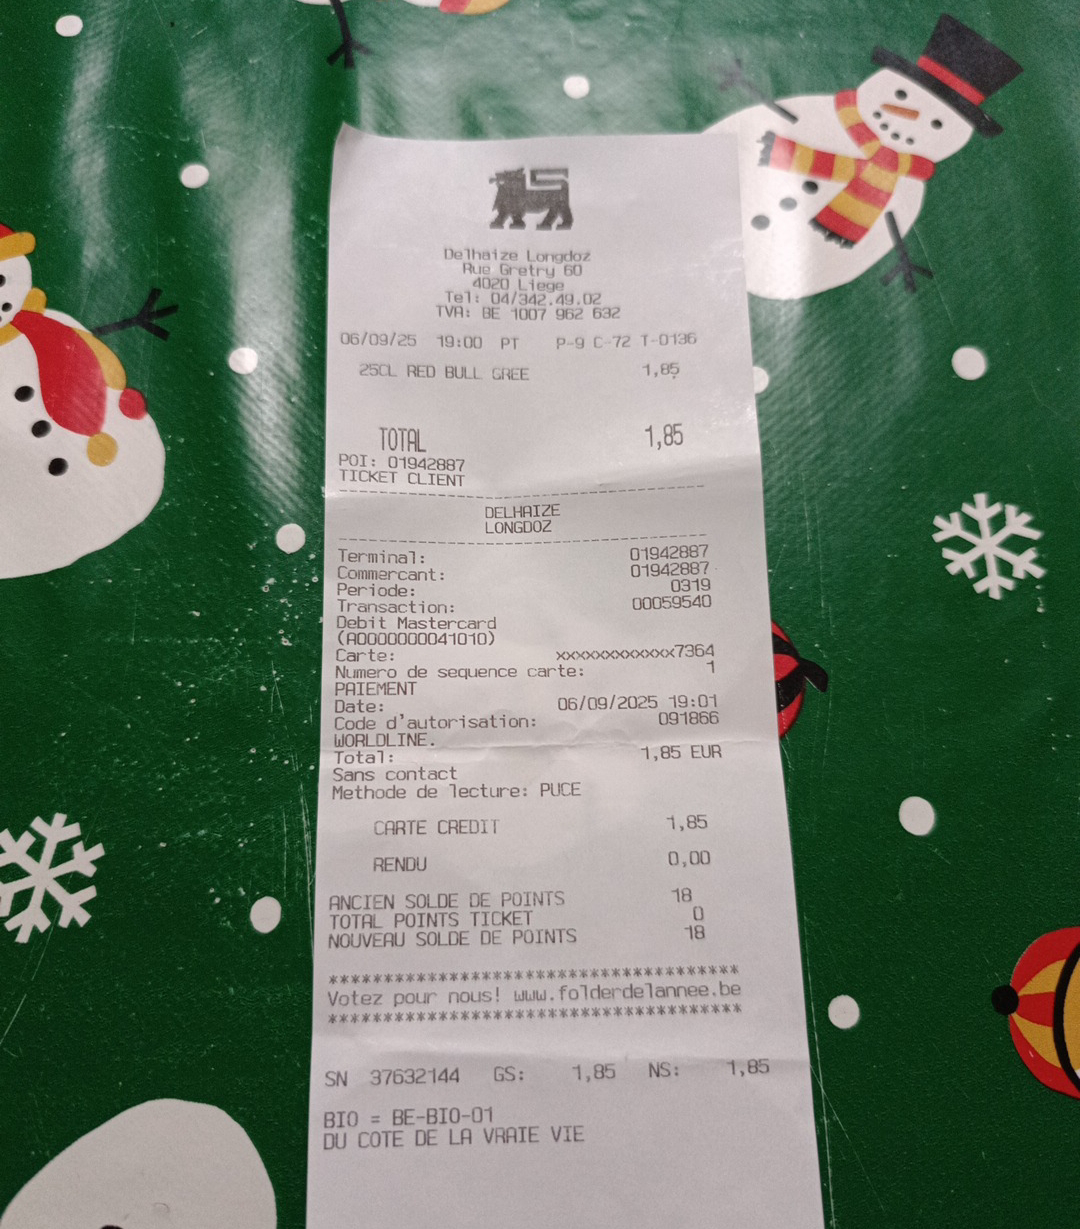 Delhaize Longdoz
Rue Gretry 60
4020 Liege
Tel: 04/342.49.02
TVA: BE 1007 962 632
06/09/25 19:00 PT P-9 C-72 T-0136
25CL RED BULL GREE 1,85
TOTAL 1,85
POI: 01942887
TICKET CLIENT
DELHAIZE
LONGDOZ
Terminal: 01942887
Commercant: 01942887
Periode: 0319
Transaction: 00059540
Debit Mastercard
(A0000000041010)
Carte: xxxxxxxxxxxx7364
Numero de sequence carte: 1
PAIEMENT
Date: 06/09/2025 19:01
Code d'autorisation: 091866
WORLDLINE.
Total: 1,85 EUR
Sans contact
Methode de lecture: PUCE
CARTE CREDIT 1,85
RENDU 0,00
ANCIEN SOLDE DE POINTS 18
TOTAL POINTS TICKET 0
NOUVEAU SOLDE DE POINTS 18
**************************************
Votez pour nous! www.folderdelannee.be
**************************************
SN 37632144 GS: 1,85 NS: 1,85
BIO = BE-BIO-01
DU COTE DE LA VRAIE VIE